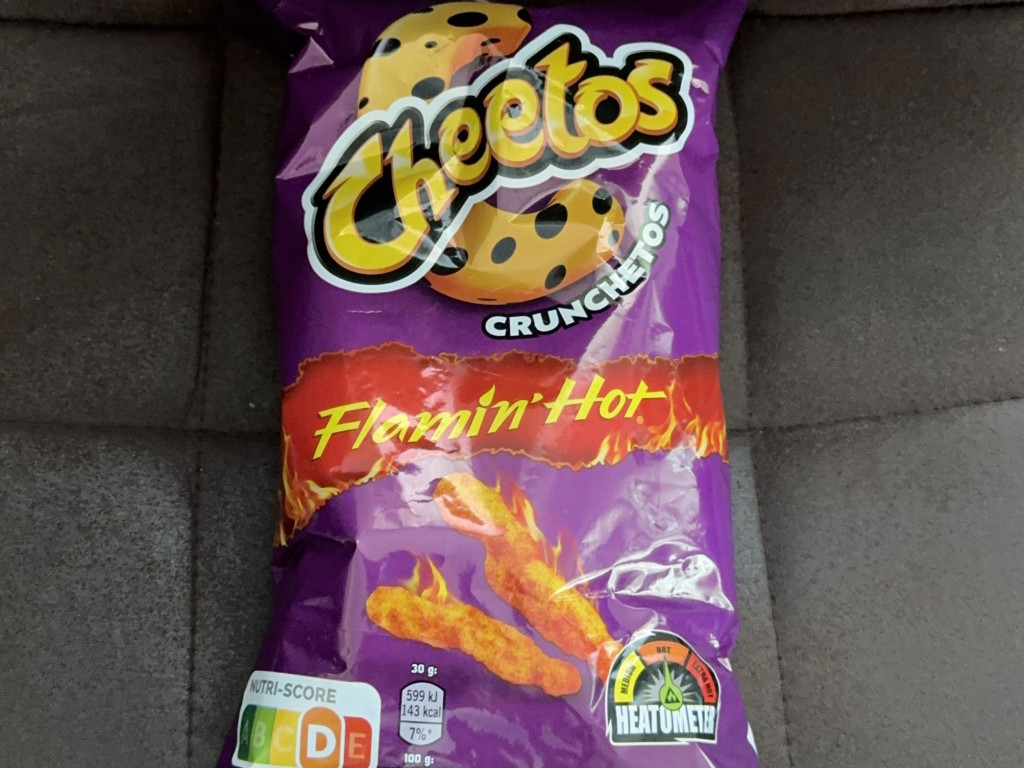 Cheetos
CRUNCHETOS
Flamin' Hot
30 g:
599 kJ
143 kcal
7%*
100 g:
NUTRI-SCORE
A B C D E
MEDIUM HOT EXTRA HOT
HEATOMETER